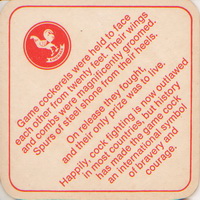 Game cockerels were held to face
each other from twenty feet. Their wings
and combs were magnificently groomed.
Spurs of steel shone from their heels.
On release they fought,
and their only prize was to live.
Happily, cock fighting is now outlawed
in most countries, but history
has made the game cock
an international symbol
of bravery and
courage.